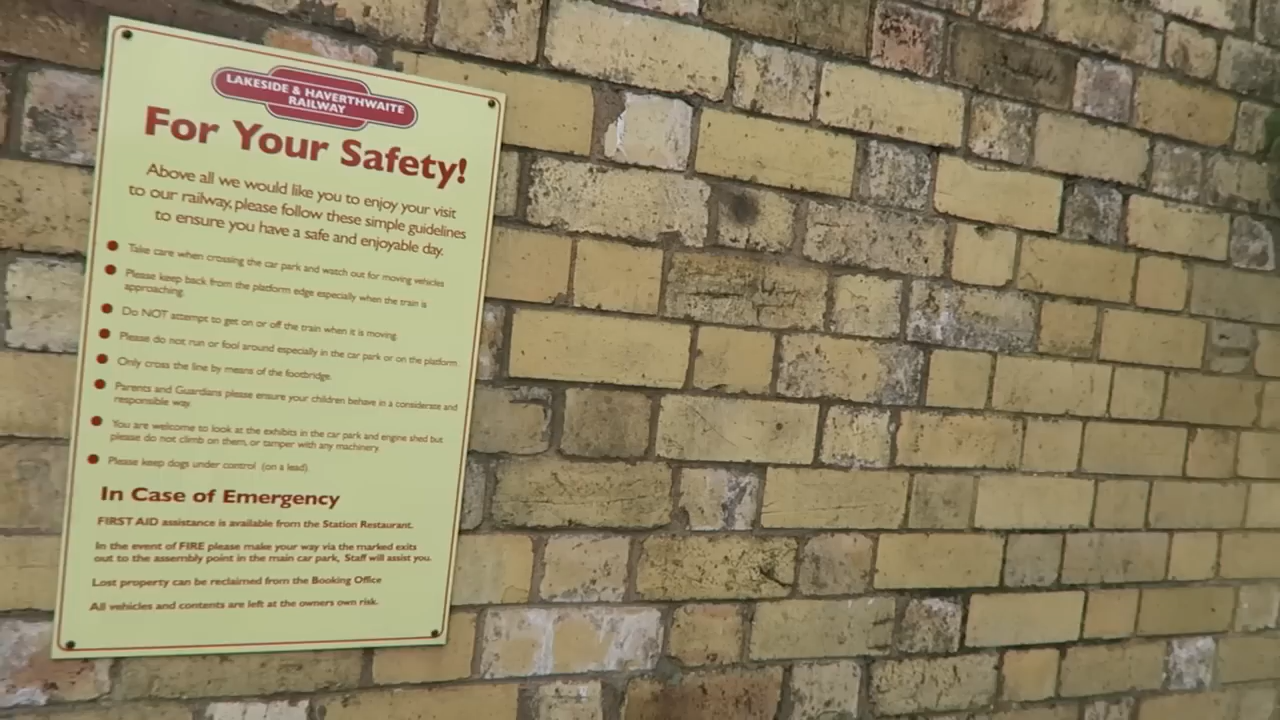 LAKESIDE & HAVERTHWAITE
RAILWAY
For Your Safety!
Above all we would like you to enjoy your visit
to our railway, please follow these simple guidelines
to ensure you have a safe and enjoyable day.
Take care when crossing the car park and watch out for moving vehicles
Please keep back from the platform edge especially when the train is
approaching.
Do NOT attempt to get on or off the train when it is moving.
Please do not run or fool around especially in the car park or on the platform
Only cross the line by means of the footbridge.
Parents and Guardians please ensure your children behave in a considerate and
responsible way.
You are welcome to look at the exhibits in the car park and engine shed but
please do not climb on them, or tamper with any machinery.
Please keep dogs under control (on a lead).
In Case of Emergency
FIRST AID assistance is available from the Station Restaurant.
In the event of FIRE please make your way via the marked exits
out to the assembly point in the main car park, Staff will assist you.
Lost property can be reclaimed from the Booking Office
All vehicles and contents are left at the owners own risk.